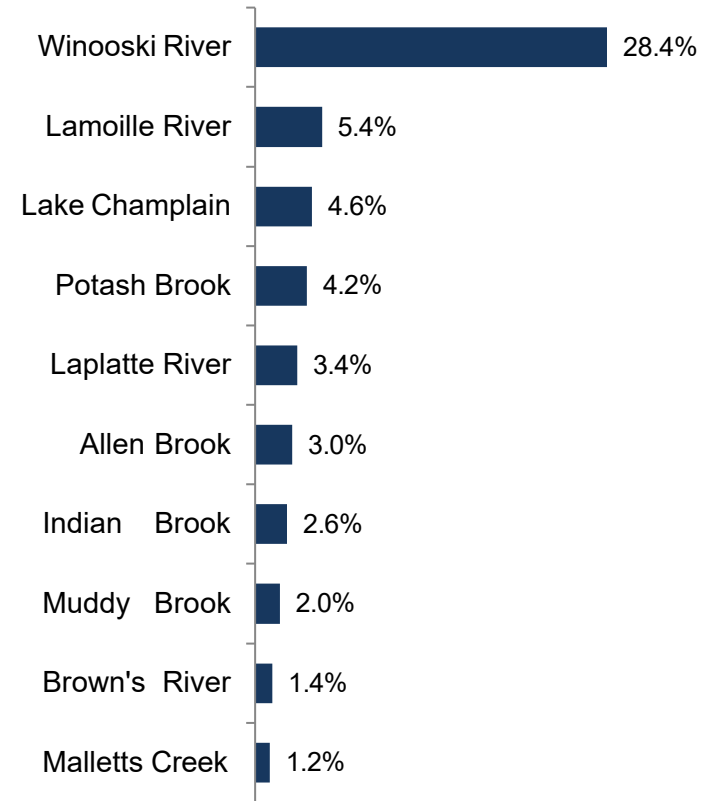 Winooski River 28.4%
Lamoille River 5.4%
Lake Champlain 4.6%
Potash Brook 4.2%
Laplatte River 3.4%
Allen Brook 3.0%
Indian Brook 2.6%
Muddy Brook 2.0%
Brown's River 1.4%
Malletts Creek 1.2%